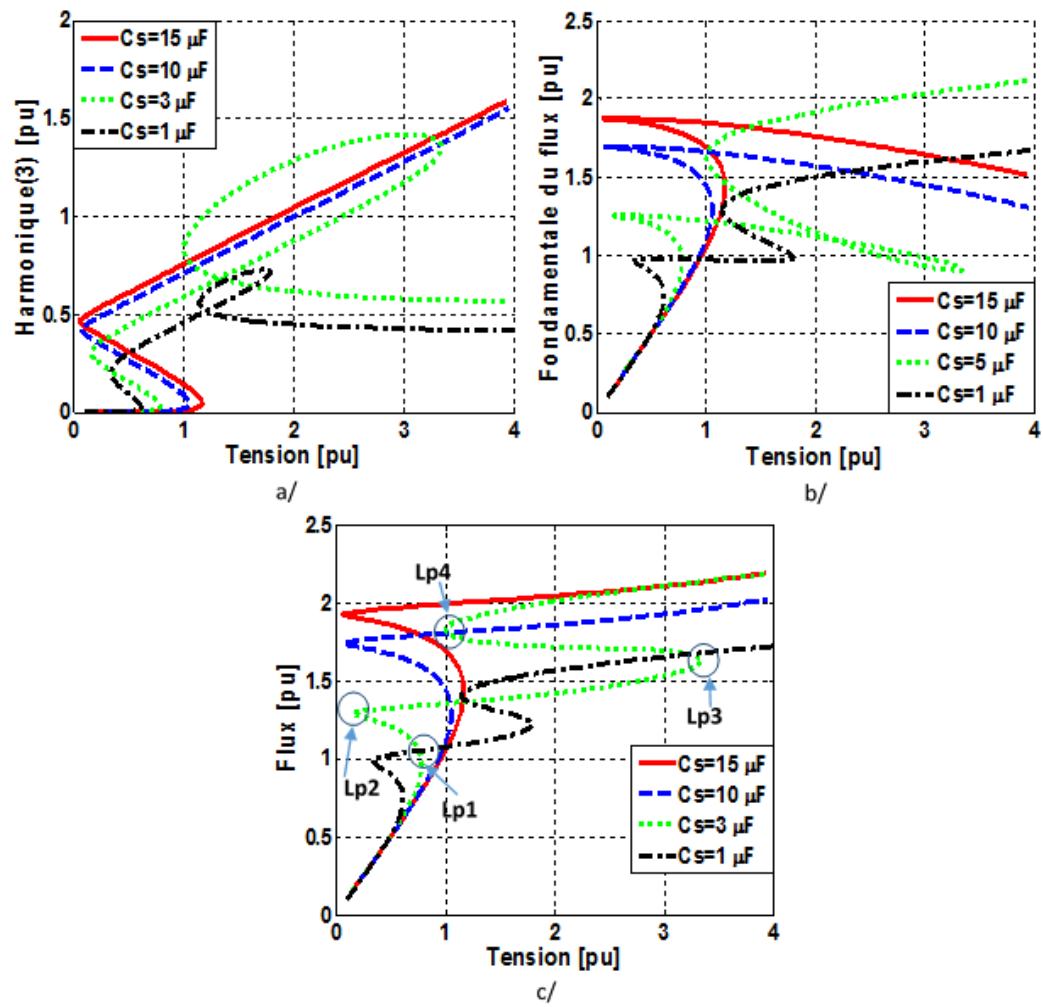 Harmonique(3) [pu]
2
1.5
1
0.5
0
Cs=15 µF
Cs=10 µF
Cs=3 µF
Cs=1 µF
0 1 2 3 4
Tension [pu]
a/
Fondamentale du flux [pu]
2.5
2
1.5
1
0.5
0
Cs=15 µF
Cs=10 µF
Cs=5 µF
Cs=1 µF
0 1 2 3 4
Tension [pu]
b/
Flux [pu]
2.5
2
1.5
1
0.5
0
Lp4
Lp3
Lp2
Lp1
Cs=15 µF
Cs=10 µF
Cs=3 µF
Cs=1 µF
0 1 2 3 4
Tension [pu]
c/